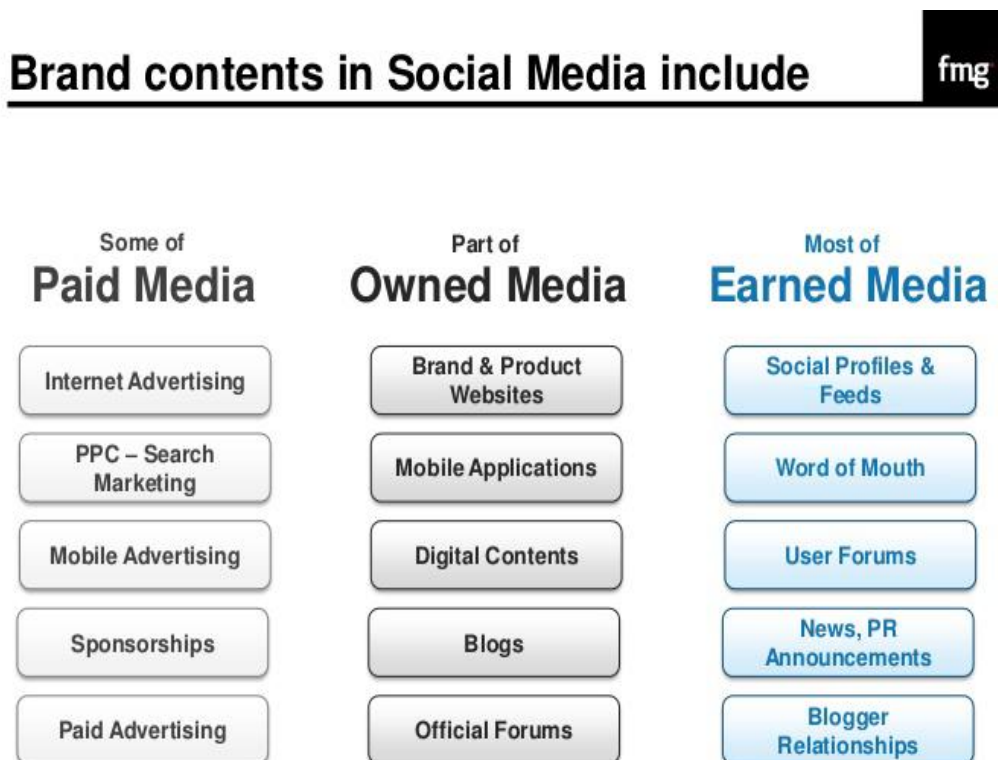 Brand contents in Social Media include
fmg
Some of
Paid Media
Internet Advertising
PPC – Search
Marketing
Mobile Advertising
Sponsorships
Paid Advertising
Part of
Owned Media
Brand & Product
Websites
Mobile Applications
Digital Contents
Blogs
Official Forums
Most of
Earned Media
Social Profiles &
Feeds
Word of Mouth
User Forums
News, PR
Announcements
Blogger
Relationships